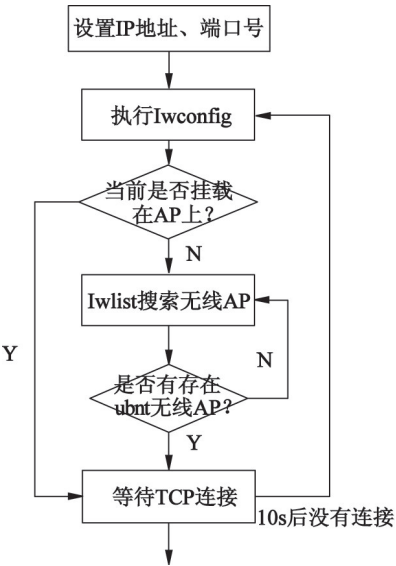 设置IP地址、端口号
执行Iwconfig
当前是否挂载
在AP上？
N
Iwlist搜索无线AP
Y
N
是否有存在
ubnt无线AP？
Y
等待TCP连接
10s后没有连接